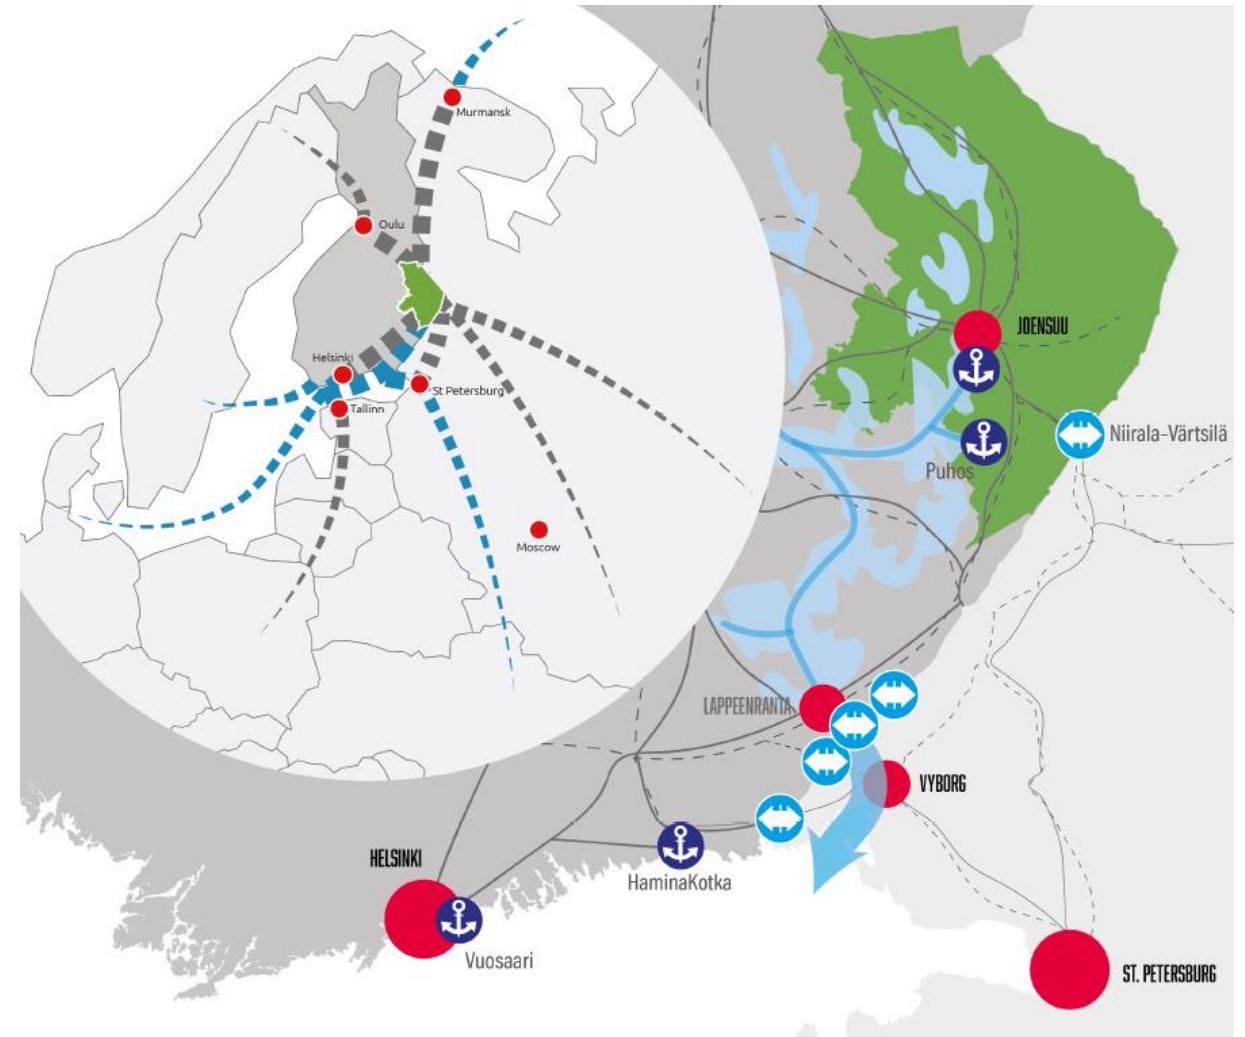 Murmansk
Oulu
Helsinki
St Petersburg
Tallinn
Moscow
JOENSUU
Niirala-Värtsilä
Puhos
LAPPEENRANTA
VYBORG
HELSINKI
HaminaKotka
Vuosaari
ST. PETERSBURG